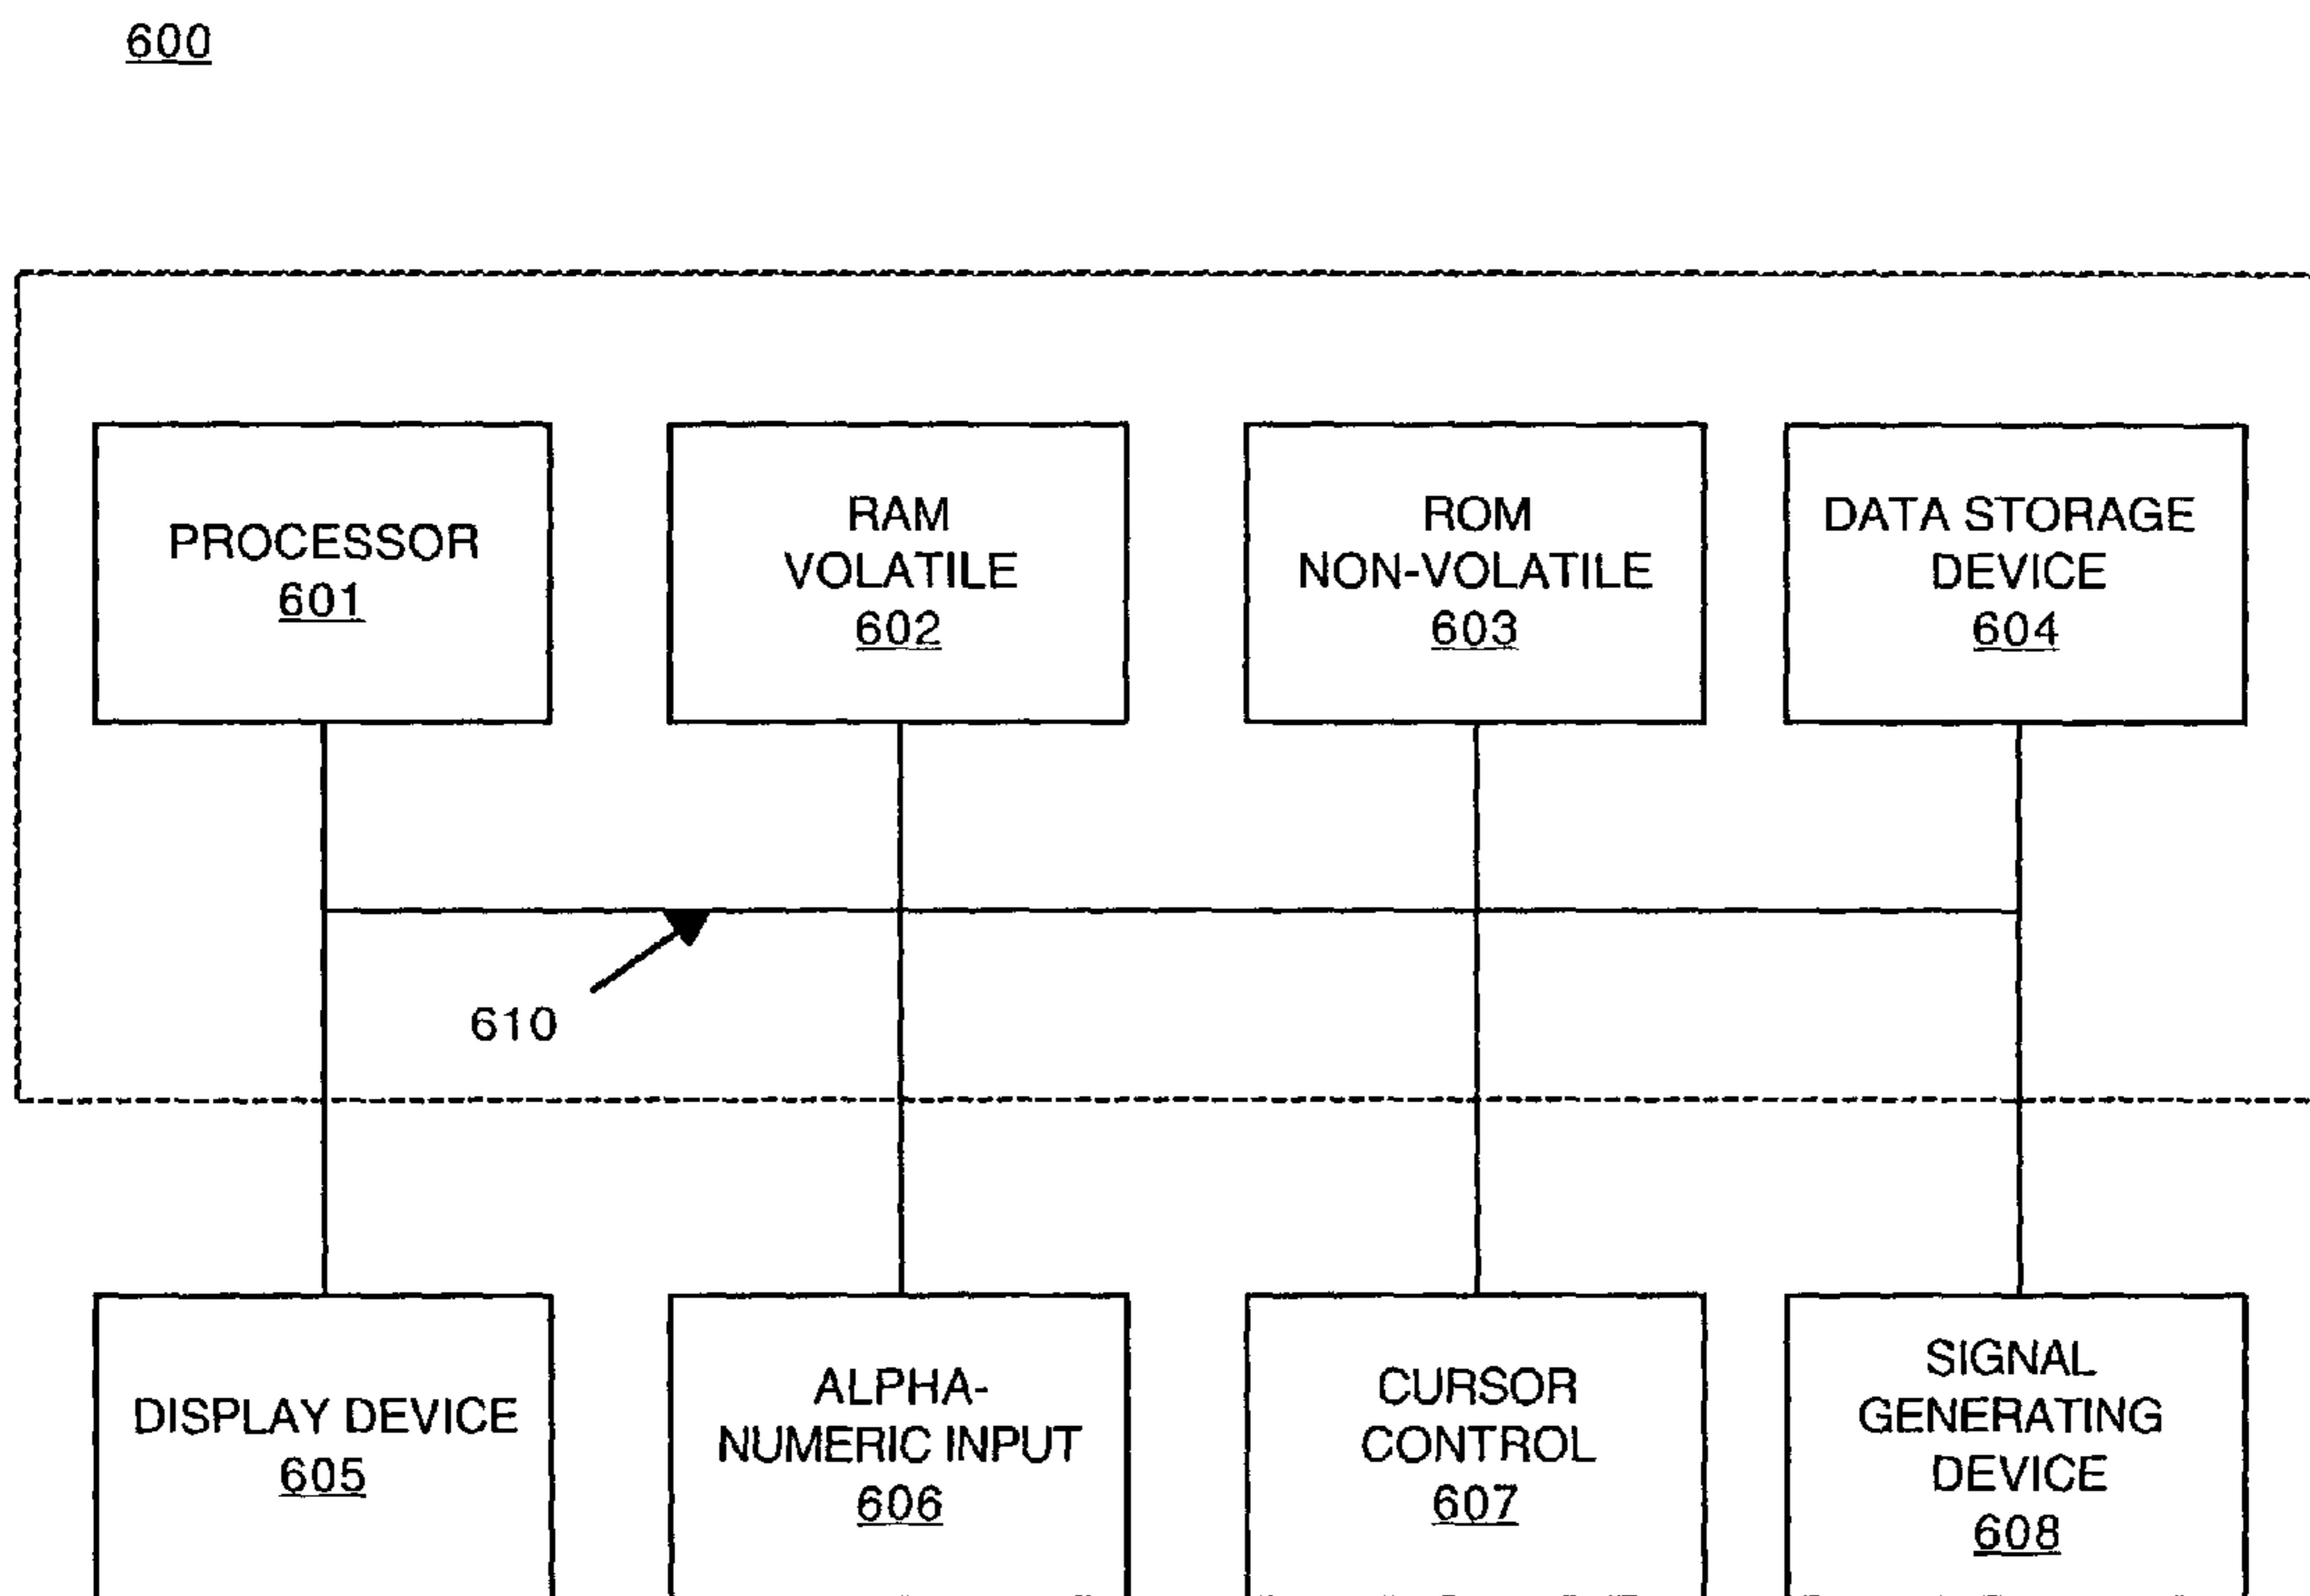 600
PROCESSOR
601
RAM
VOLATILE
602
ROM
NON-VOLATILE
603
DATA STORAGE
DEVICE
604
610
DISPLAY DEVICE
605
ALPHA-
NUMERIC INPUT
606
CURSOR
CONTROL
607
SIGNAL
GENERATING
DEVICE
608